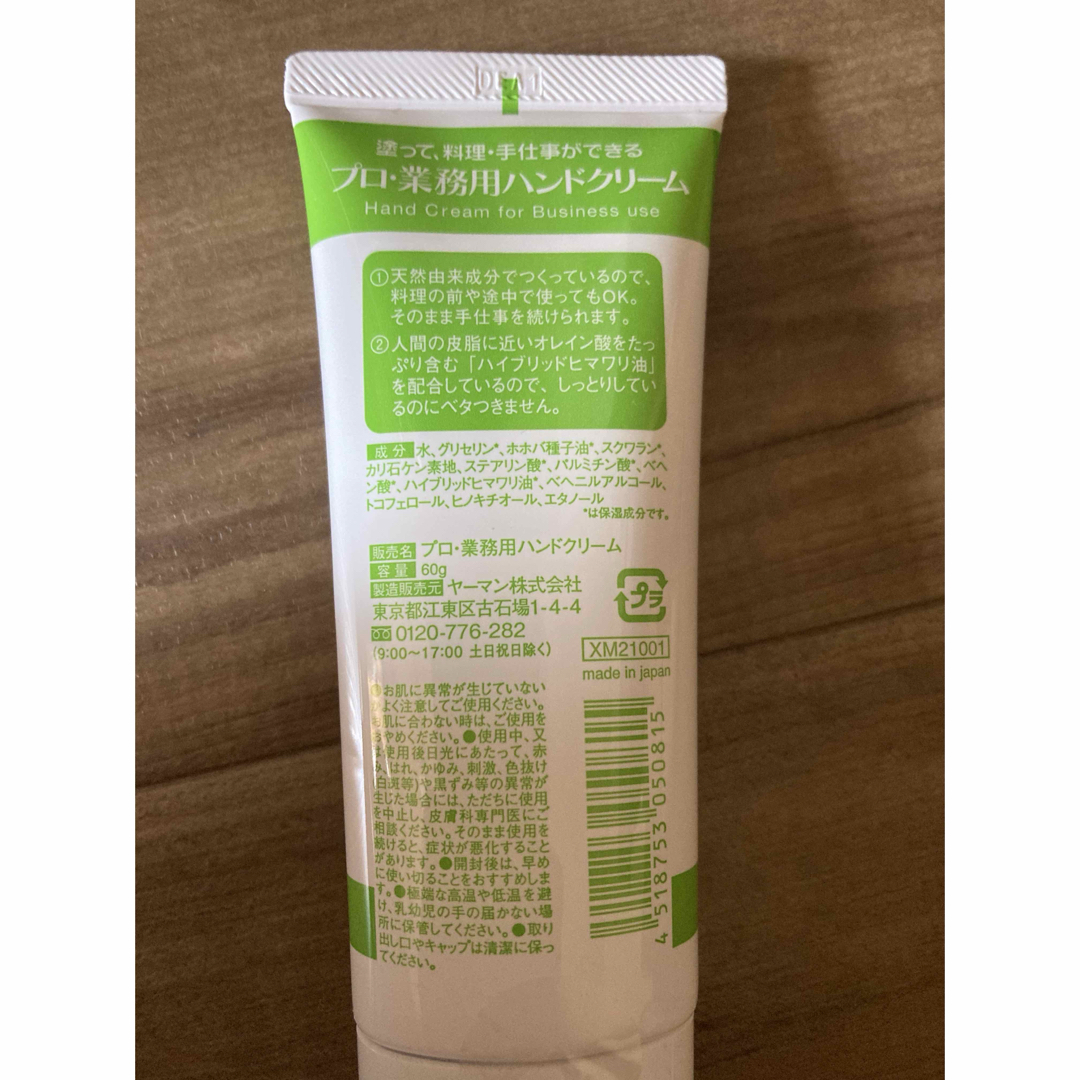 塗って、料理・手仕事ができる
プロ・業務用ハンドクリーム
Hand Cream for Business use
①天然由来成分でつくっているので、
料理の前や途中で使ってもOK。
そのまま手仕事を続けられます。
②人間の皮脂に近いオレイン酸をたっ
ぷり含む「ハイブリッドヒマワリ油」
を配合しているので、しっとりしてい
るのにベタつきません。
成分 水、グリセリン*、ホホバ種子油*、スクワラン*、
カリ石ケン素地、ステアリン酸*、パルミチン酸*、ベヘ
ン酸*、ハイブリッドヒマワリ油*、ベヘニルアルコール、
トコフェロール、ヒノキチオール、エタノール
*は保湿成分です。
販売名 プロ・業務用ハンドクリーム
容量 60g
製造販売元 ヤーマン株式会社
東京都江東区古石場1-4-4
0120-776-282
(9:00〜17:00 土日祝日除く)
プラ
XM21001
made in japan
●お肌に異常が生じていない
かよく注意してご使用ください。
お肌に合わない時は、ご使用を
おやめください。●使用中、又
は使用後日光にあたって、赤
み、はれ、かゆみ、刺激、色抜け
(白斑等)や黒ずみ等の異常が
生じた場合には、ただちに使用
を中止し、皮膚科専門医にご
相談ください。そのまま使用を
続けると、症状が悪化すること
があります。●開封後は、早め
に使い切ることをおすすめしま
す。●極端な高温や低温を避
け、乳幼児の手の届かない場
所に保管してください。●取り
出し口やキャップは清潔に保っ
てください。
4 518753 050815